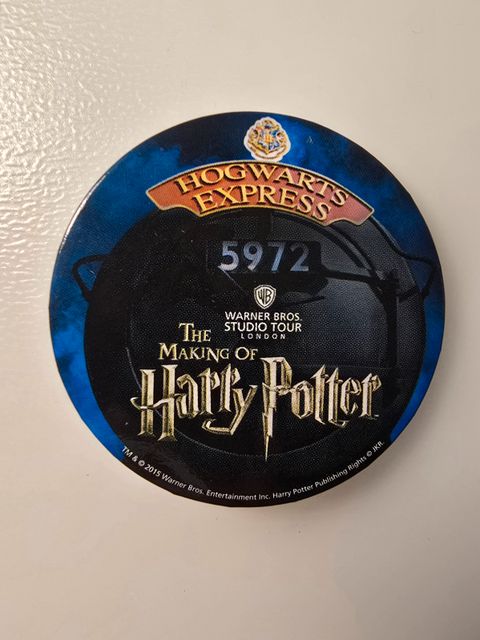 HOGWARTS
EXPRESS
5972
WB
WARNER BROS.
STUDIO TOUR
LONDON
THE
MAKING OF
Harry Potter
TM & © 2015 Warner Bros. Entertainment Inc. Harry Potter Publishing Rights © JKR.